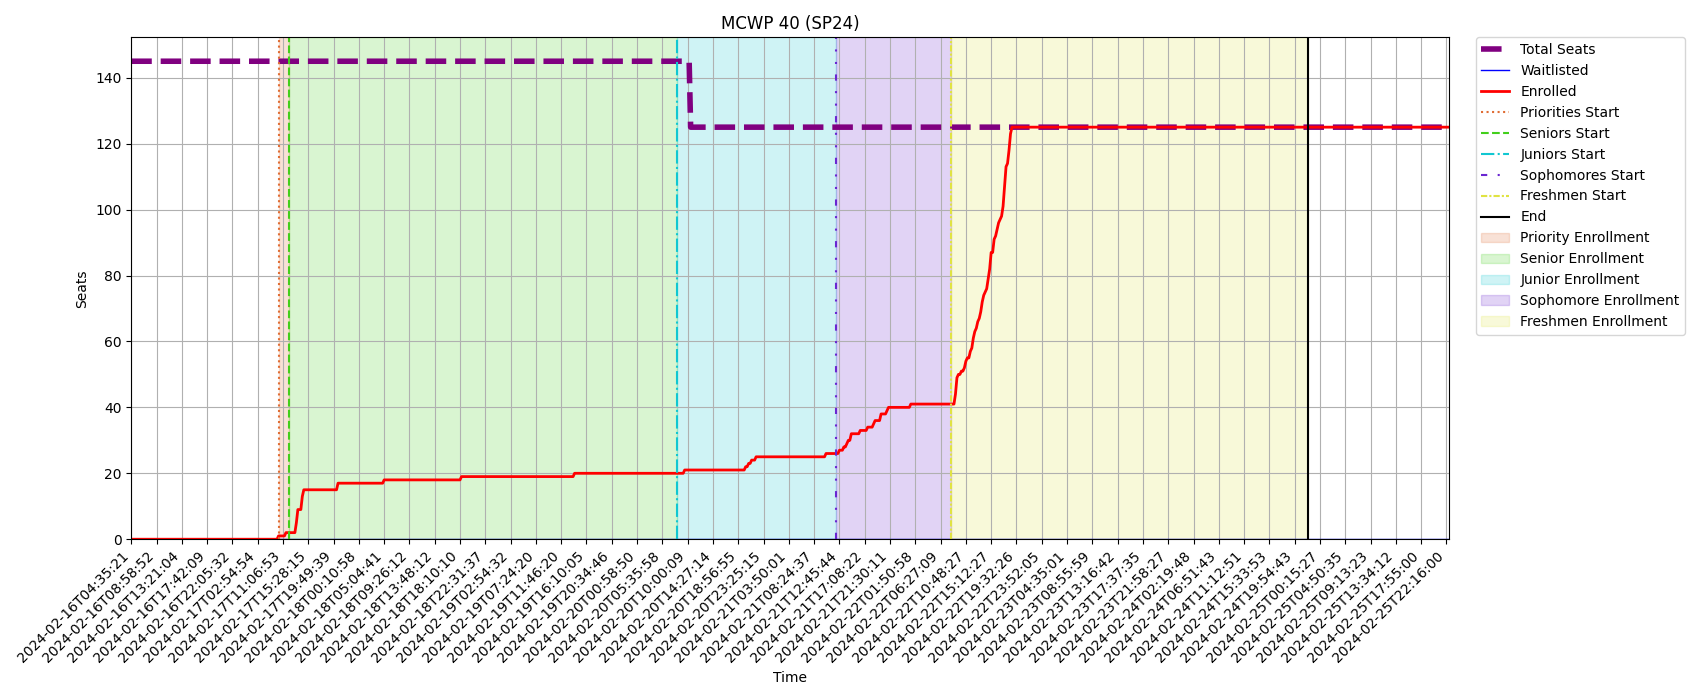 MCWP 40 (SP24)
Seats
140
120
100
80
60
40
20
0
2024-02-16T04:35:21
2024-02-16T08:58:52
2024-02-16T13:21:04
2024-02-16T17:42:09
2024-02-16T22:05:32
2024-02-17T02:54:54
2024-02-17T11:06:53
2024-02-17T15:28:15
2024-02-17T19:49:39
2024-02-18T00:10:58
2024-02-18T05:04:41
2024-02-18T09:26:12
2024-02-18T13:48:12
2024-02-18T18:10:10
2024-02-18T22:31:37
2024-02-19T02:54:32
2024-02-19T07:24:20
2024-02-19T11:46:20
2024-02-19T16:10:05
2024-02-19T20:34:46
2024-02-20T00:58:50
2024-02-20T05:35:58
2024-02-20T10:00:09
2024-02-20T14:27:14
2024-02-20T18:56:55
2024-02-20T23:25:15
2024-02-21T03:50:01
2024-02-21T08:24:37
2024-02-21T12:45:44
2024-02-21T17:08:22
2024-02-21T21:30:11
2024-02-22T01:50:58
2024-02-22T06:27:09
2024-02-22T10:48:27
2024-02-22T15:12:27
2024-02-22T19:32:26
2024-02-22T23:52:05
2024-02-23T04:35:01
2024-02-23T08:55:59
2024-02-23T13:16:42
2024-02-23T17:37:35
2024-02-23T21:58:27
2024-02-24T02:19:48
2024-02-24T06:51:43
2024-02-24T11:12:51
2024-02-24T15:33:53
2024-02-24T19:54:43
2024-02-25T00:15:27
2024-02-25T04:50:35
2024-02-25T09:13:23
2024-02-25T13:34:12
2024-02-25T17:55:00
2024-02-25T22:16:00
Time
Total Seats
Waitlisted
Enrolled
Priorities Start
Seniors Start
Juniors Start
Sophomores Start
Freshmen Start
End
Priority Enrollment
Senior Enrollment
Junior Enrollment
Sophomore Enrollment
Freshmen Enrollment